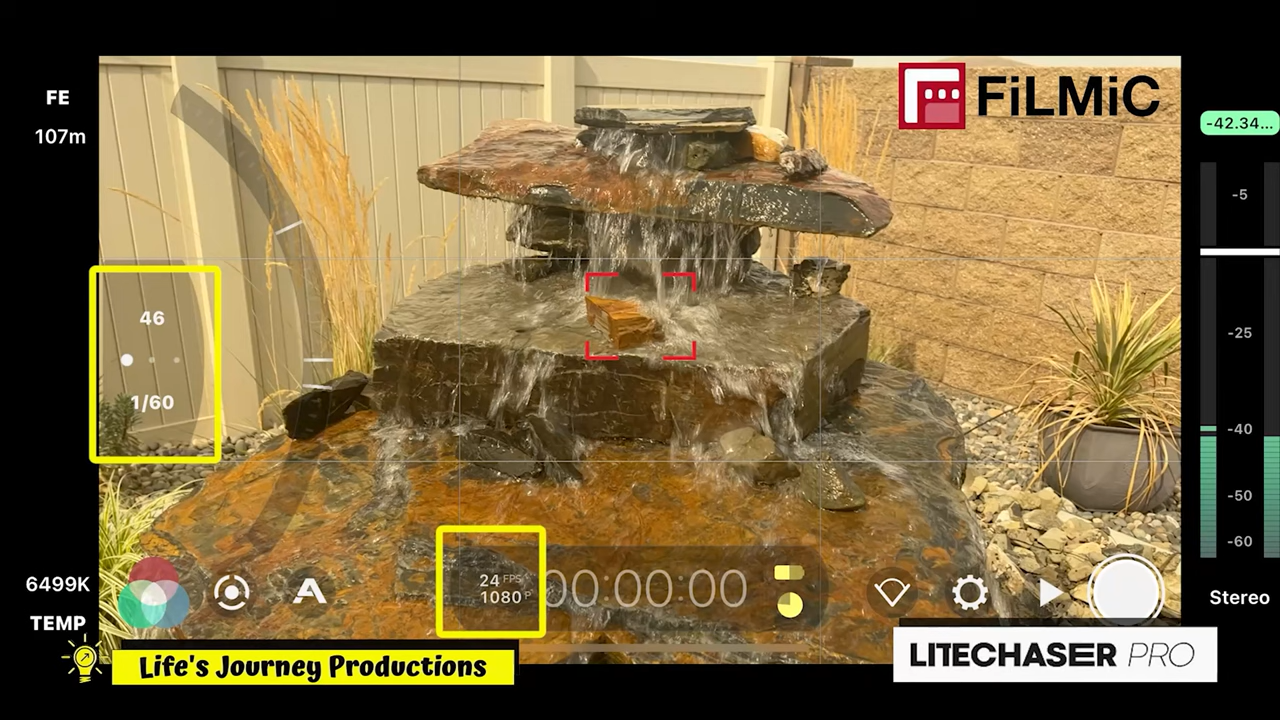 FE
107m
FiLMiC
-42.34...
-5
-25
-40
-50
-60
46
1/60
24 FPS
1080 P
00:00:00
A
6499K
TEMP
Stereo
Life's Journey Productions
LITECHASER PRO